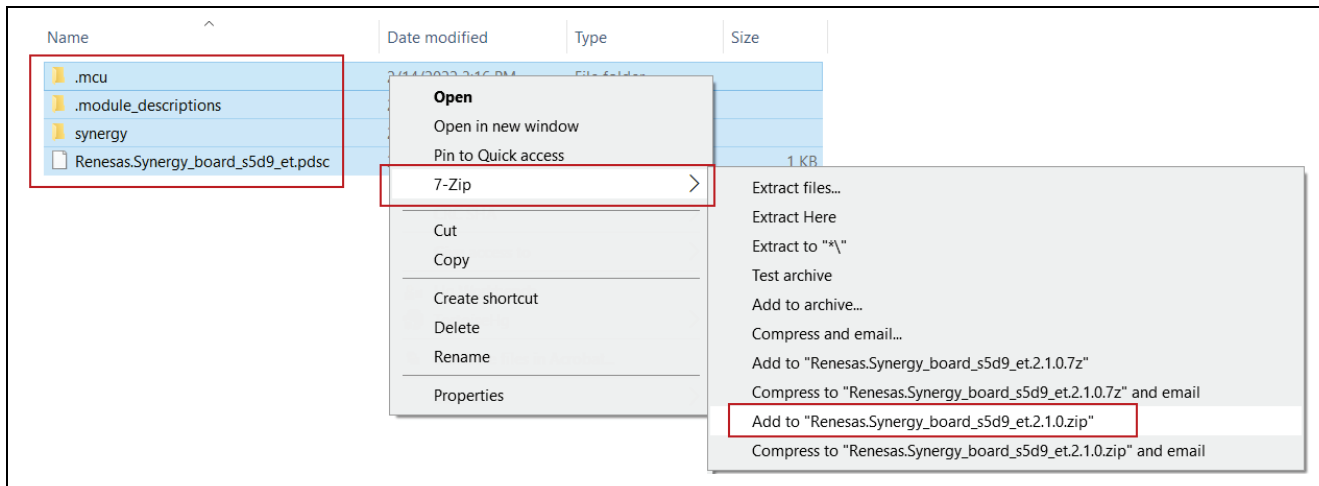 Name Date modified Type Size
.mcu
.module_descriptions
synergy
Renesas.Synergy_board_s5d9_et.pdsc 1 KB
Open
Open in new window
Pin to Quick access
7-Zip
Cut
Copy
Create shortcut
Delete
Rename
Properties
Extract files...
Extract Here
Extract to "*\"
Test archive
Add to archive...
Compress and email...
Add to "Renesas.Synergy_board_s5d9_et.2.1.0.7z"
Compress to "Renesas.Synergy_board_s5d9_et.2.1.0.7z" and email
Add to "Renesas.Synergy_board_s5d9_et.2.1.0.zip"
Compress to "Renesas.Synergy_board_s5d9_et.2.1.0.zip" and email